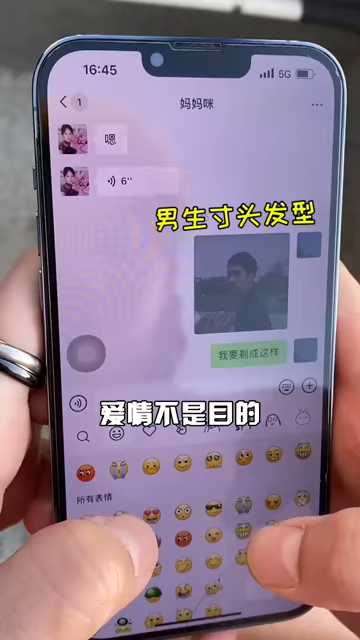 16:45
5G
1
妈妈咪
嗯
6"
男生寸头发型
我要剃成这样
爱情不是目的
所有表情